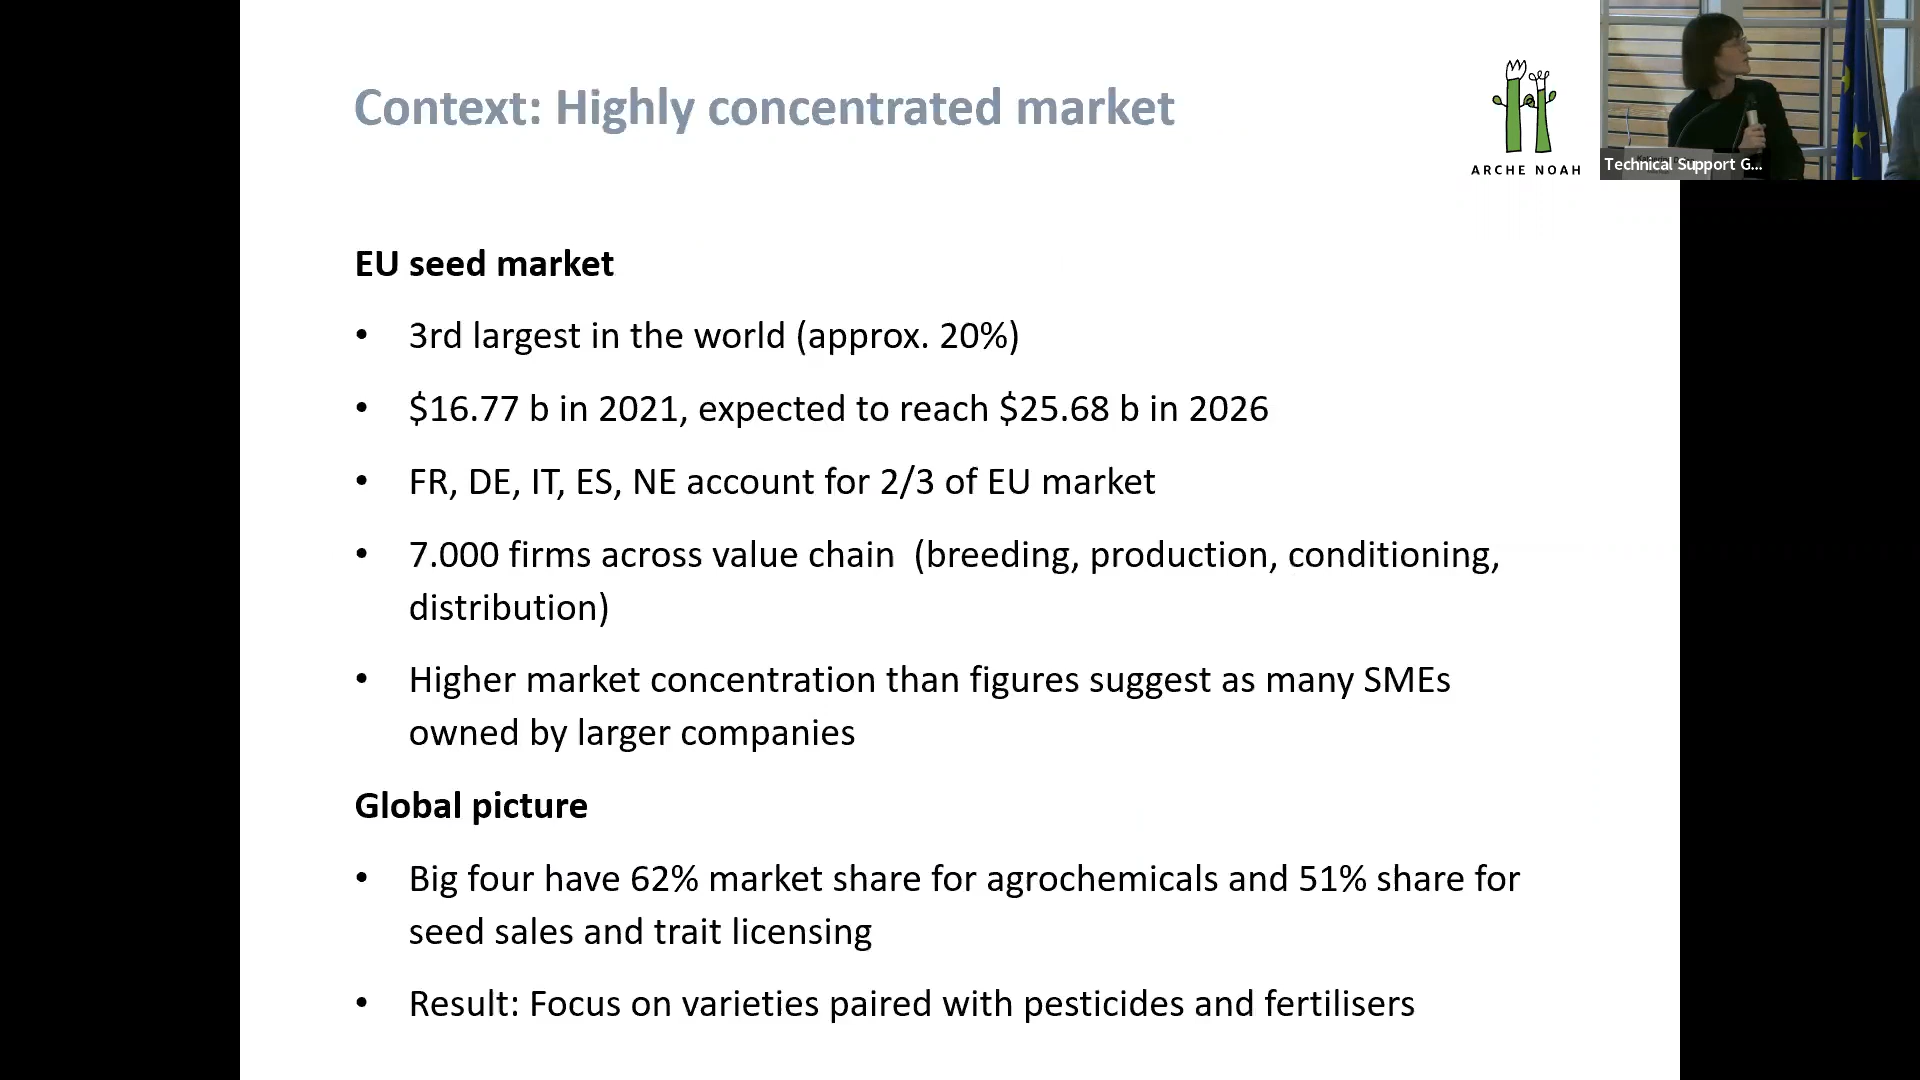 Context: Highly concentrated market
ARCHE NOAH
Technical Support G...
EU seed market
• 3rd largest in the world (approx. 20%)
• $16.77 b in 2021, expected to reach $25.68 b in 2026
• FR, DE, IT, ES, NE account for 2/3 of EU market
• 7.000 firms across value chain  (breeding, production, conditioning,
distribution)
• Higher market concentration than figures suggest as many SMEs
owned by larger companies
Global picture
• Big four have 62% market share for agrochemicals and 51% share for
seed sales and trait licensing
• Result: Focus on varieties paired with pesticides and fertilisers